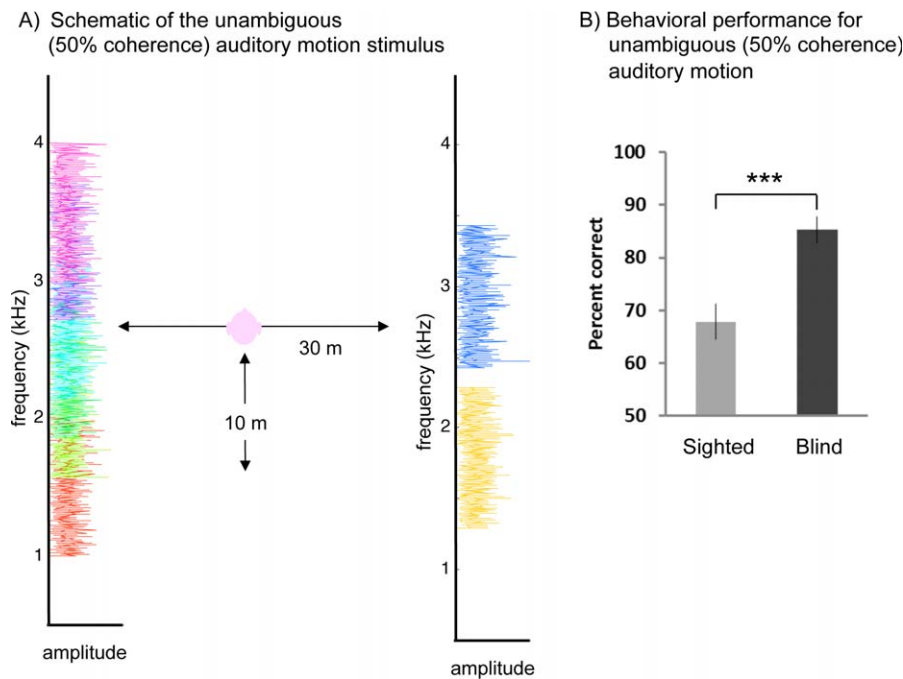 A) Schematic of the unambiguous
(50% coherence) auditory motion stimulus
4
3
2
1
frequency (kHz)
amplitude
30 m
10 m
4
3
2
1
frequency (kHz)
amplitude
B) Behavioral performance for
unambiguous (50% coherence)
auditory motion
100
90
80
70
60
50
Percent correct
***
Sighted
Blind